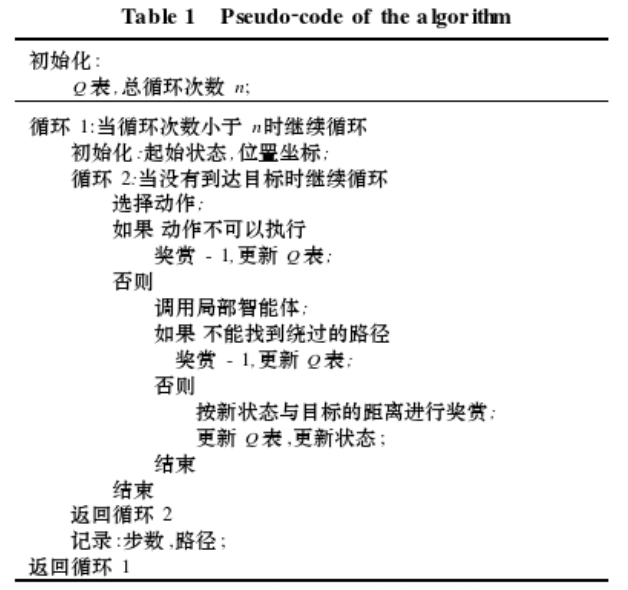 Table 1 Pseudo-code of the algorithm
初始化:
Q 表,总循环次数 n;
循环 1:当循环次数小于 n时继续循环
初始化:起始状态,位置坐标;
循环 2:当没有到达目标时继续循环
选择动作;
如果 动作不可以执行
奖赏 - 1,更新 Q 表;
否则
调用局部智能体;
如果 不能找到绕过的路径
奖赏 - 1,更新 Q 表;
否则
按新状态与目标的距离进行奖赏;
更新 Q 表,更新状态;
结束
结束
返回循环 2
记录:步数,路径;
返回循环 1